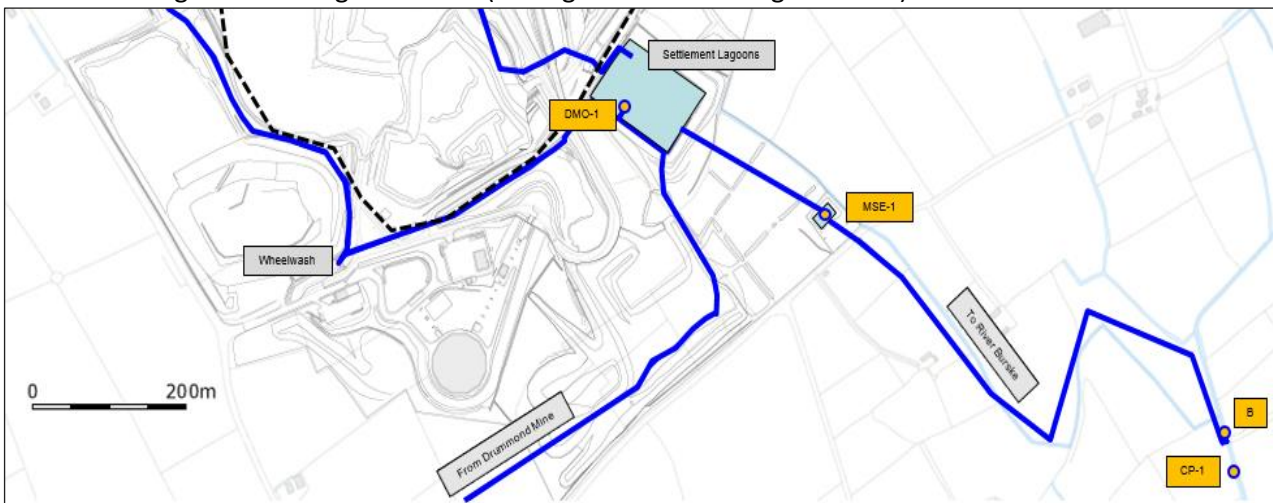 Settlement Lagoons
DMO-1
MSE-1
Wheelwash
To River Burske
0 200m
From Drummond Mine
B
CP-1